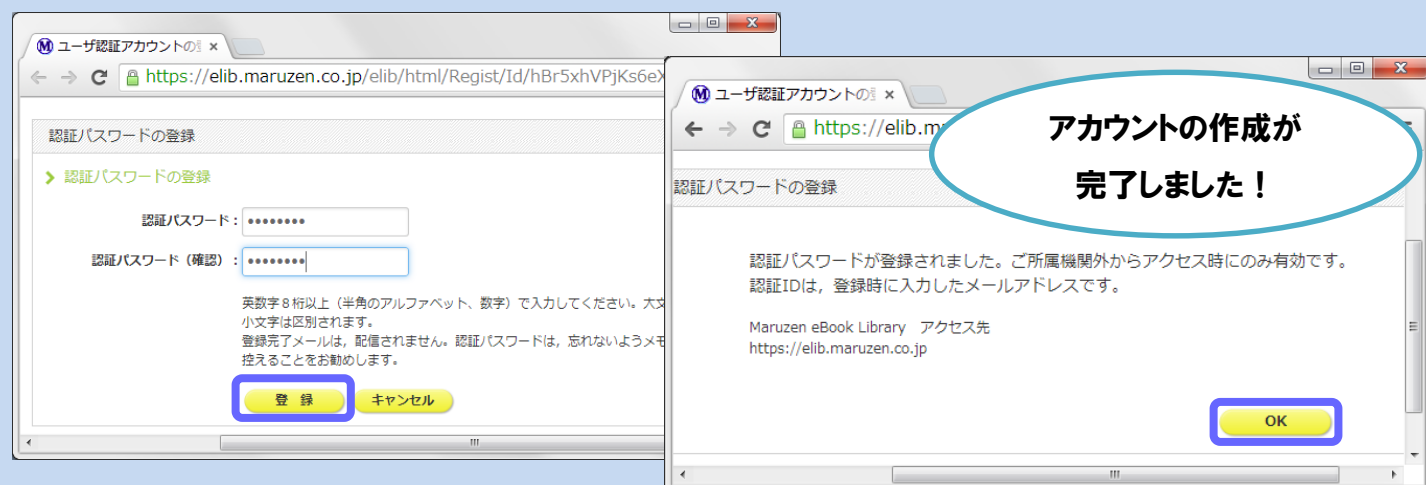 ユーザ認証アカウントの
https://elib.maruzen.co.jp/elib/html/Regist/Id/hBr5xhVPjKs6eX
認証パスワードの登録
認証パスワードの登録
認証パスワード：
認証パスワード（確認）：
英数字８桁以上（半角のアルファベット、数字）で入力してください。大文
小文字は区別されます。
登録完了メールは，配信されません。認証パスワードは，忘れないようメモ
控えることをお勧めします。
登 録
キャンセル
ユーザ認証アカウントの
https://elib.m
アカウントの作成が
完了しました！
認証パスワードの登録
認証パスワードが登録されました。ご所属機関外からアクセス時にのみ有効です。
認証IDは，登録時に入力したメールアドレスです。
Maruzen eBook Library　アクセス先
https://elib.maruzen.co.jp
OK